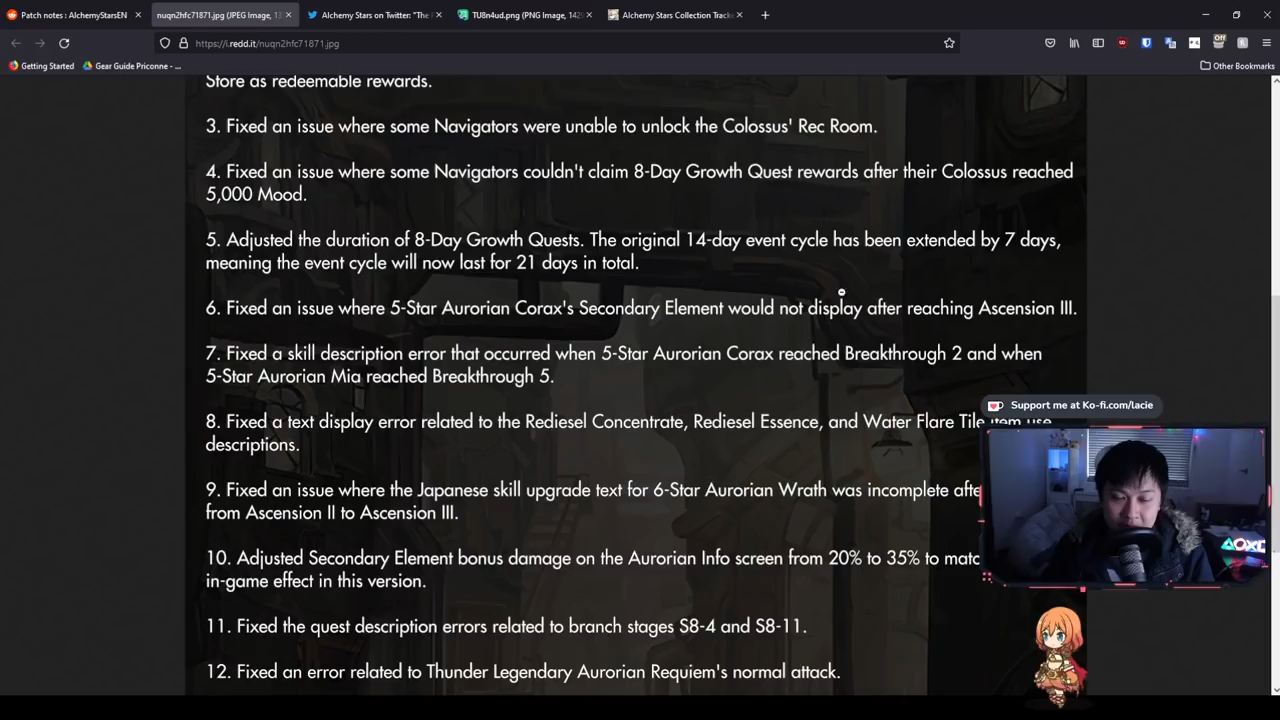 Patch notes : AlchemyStarsEN
nuqn2hfc71871.jpg (JPEG Image, 13
Alchemy Stars on Twitter: "The
TU8n4ud.png (PNG Image, 142
Alchemy Stars Collection Track
https://i.redd.it/nuqn2hfc71871.jpg
Off
Getting Started
Gear Guide Priconne - ...
Other Bookmarks
Store as redeemable rewards.
3. Fixed an issue where some Navigators were unable to unlock the Colossus' Rec Room.
4. Fixed an issue where some Navigators couldn't claim 8-Day Growth Quest rewards after their Colossus reached
5,000 Mood.
5. Adjusted the duration of 8-Day Growth Quests. The original 14-day event cycle has been extended by 7 days,
meaning the event cycle will now last for 21 days in total.
6. Fixed an issue where 5-Star Aurorian Corax's Secondary Element would not display after reaching Ascension III.
7. Fixed a skill description error that occurred when 5-Star Aurorian Corax reached Breakthrough 2 and when
5-Star Aurorian Mia reached Breakthrough 5.
Support me at Ko-fi.com/lacie
8. Fixed a text display error related to the Rediesel Concentrate, Rediesel Essence, and Water Flare Tile item use
descriptions.
9. Fixed an issue where the Japanese skill upgrade text for 6-Star Aurorian Wrath was incomplete afte
from Ascension II to Ascension III.
10. Adjusted Secondary Element bonus damage on the Aurorian Info screen from 20% to 35% to matc
in-game effect in this version.
11. Fixed the quest description errors related to branch stages S8-4 and S8-11.
12. Fixed an error related to Thunder Legendary Aurorian Requiem's normal attack.